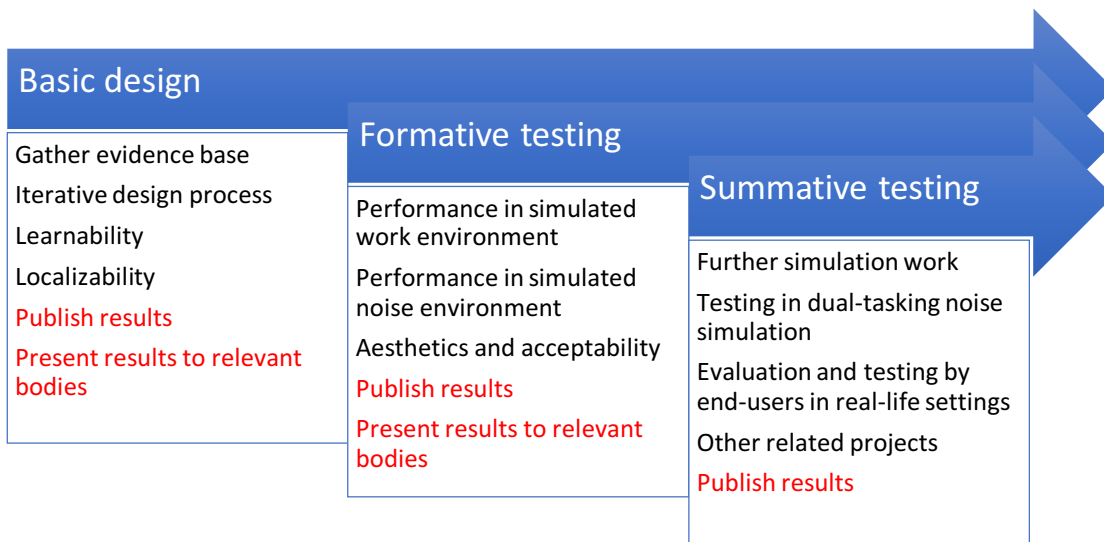 Basic design
Gather evidence base
Iterative design process
Learnability
Localizability
Publish results
Present results to relevant
bodies
Formative testing
Performance in simulated
work environment
Performance in simulated
noise environment
Aesthetics and acceptability
Publish results
Present results to relevant
bodies
Summative testing
Further simulation work
Testing in dual-tasking noise
simulation
Evaluation and testing by
end-users in real-life settings
Other related projects
Publish results